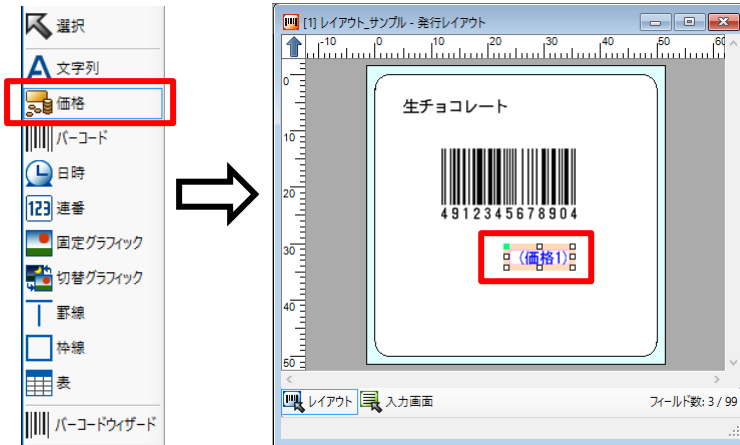 選択
文字列
価格
バーコード
日時
123 連番
固定グラフィック
切替グラフィック
罫線
枠線
表
バーコードウィザード
[1] レイアウト_サンプル - 発行レイアウト
-10 0 10 20 30 40 50 60
0
10
20
30
40
50
生チョコレート
4912345678904
(価格1)
レイアウト 入力画面 フィールド数: 3 / 99